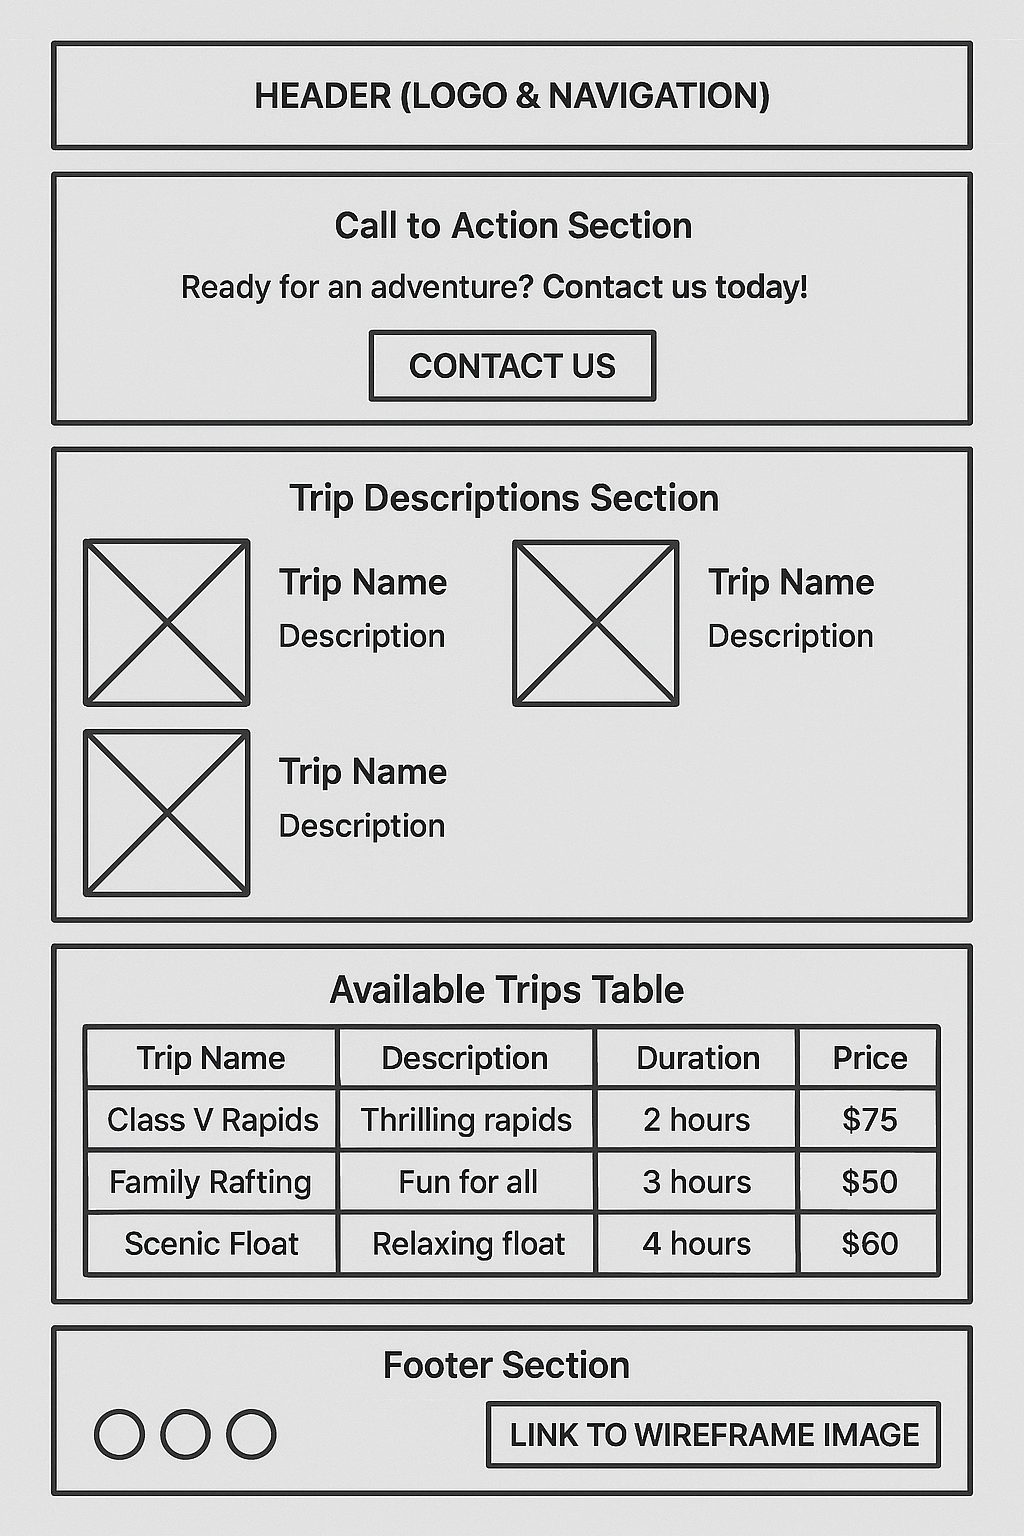 HEADER (LOGO & NAVIGATION)
Call to Action Section
Ready for an adventure? Contact us today!
CONTACT US
Trip Descriptions Section
Trip Name
Description
Trip Name
Description
Trip Name
Description
Available Trips Table
Trip Name Description Duration Price
Class V Rapids Thrilling rapids 2 hours $75
Family Rafting Fun for all 3 hours $50
Scenic Float Relaxing float 4 hours $60
Footer Section
LINK TO WIREFRAME IMAGE